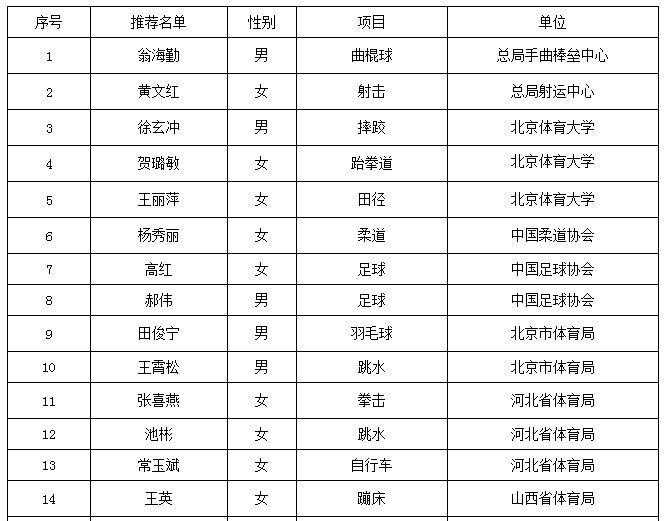 序号 推荐名单 性别 项目 单位
1 翁海勤 男 曲棍球 总局手曲棒垒中心
2 黄文红 女 射击 总局射运中心
3 徐玄冲 男 摔跤 北京体育大学
4 贺璐敏 女 跆拳道 北京体育大学
5 王丽萍 女 田径 北京体育大学
6 杨秀丽 女 柔道 中国柔道协会
7 高红 女 足球 中国足球协会
8 郝伟 男 足球 中国足球协会
9 田俊宁 男 羽毛球 北京市体育局
10 王霄松 男 跳水 北京市体育局
11 张喜燕 女 拳击 河北省体育局
12 池彬 女 跳水 河北省体育局
13 常玉斌 女 自行车 河北省体育局
14 王英 女 蹦床 山西省体育局